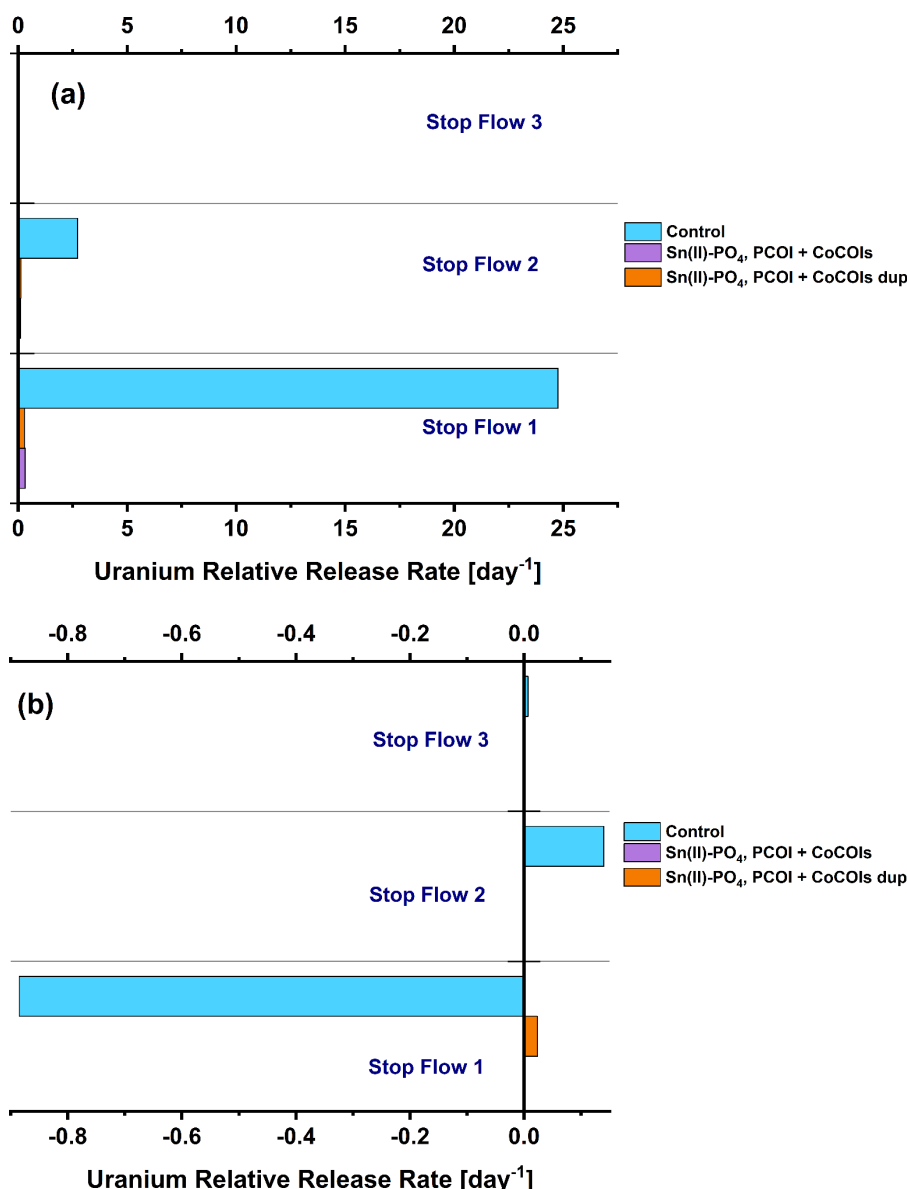 0 5 10 15 20 25
(a)
Stop Flow 3
Stop Flow 2
Stop Flow 1
Control
Sn(II)-PO₄, PCOI + CoCOIs
Sn(II)-PO₄, PCOI + CoCOIs dup
0 5 10 15 20 25
Uranium Relative Release Rate [day⁻¹]
-0.8 -0.6 -0.4 -0.2 0.0
(b)
Stop Flow 3
Stop Flow 2
Stop Flow 1
Control
Sn(II)-PO₄, PCOI + CoCOIs
Sn(II)-PO₄, PCOI + CoCOIs dup
-0.8 -0.6 -0.4 -0.2 0.0
Uranium Relative Release Rate [day⁻¹]